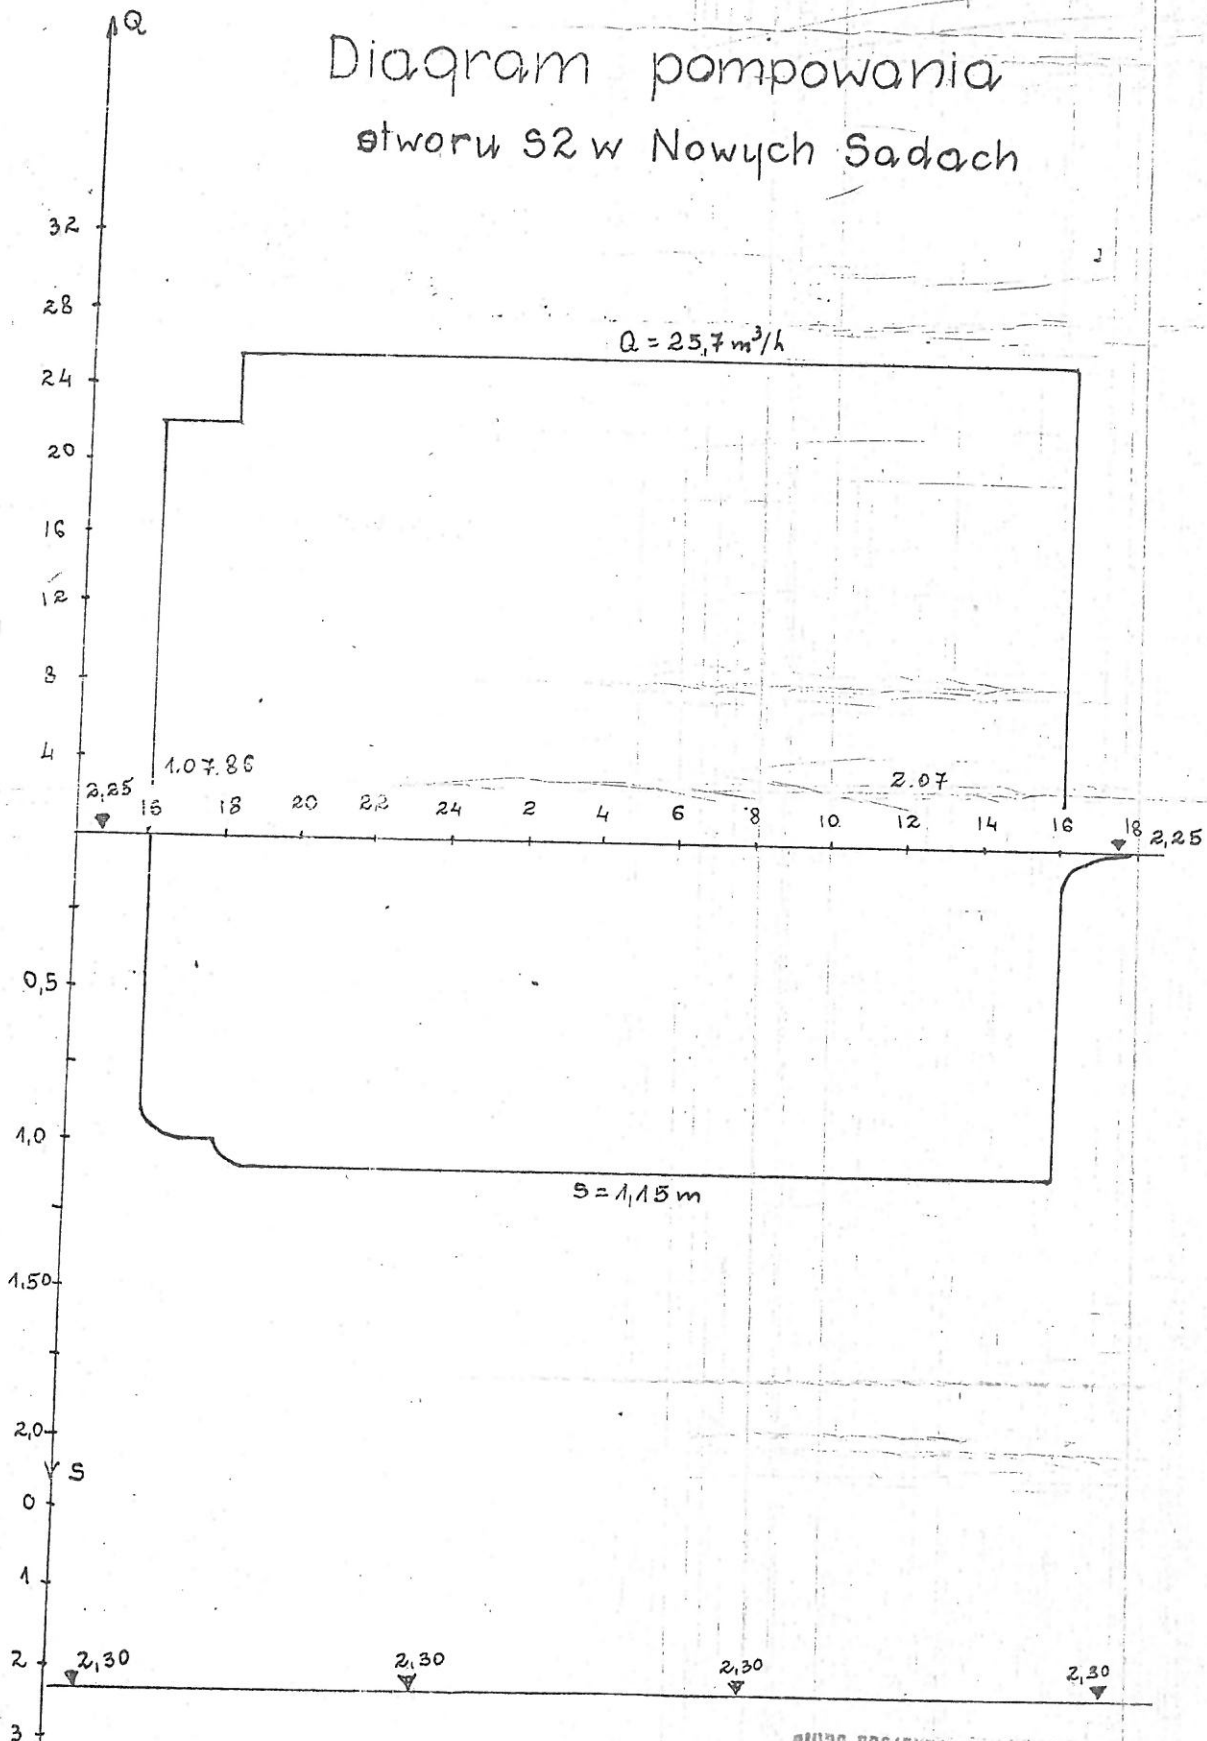 Q
Diagram pompowania
otworu S2 w Nowych Sadach
32
28
Q = 25,7 m³/h
24
20
16
12
8
4
1.07.86
2.07
2,25
16 18 20 22 24 2 4 6 8 10 12 14 16 18
2,25
0,5
1,0
S = 1,15 m
1,50
2,0
S
0
1
2
2,30 2,30 2,30 2,30
3